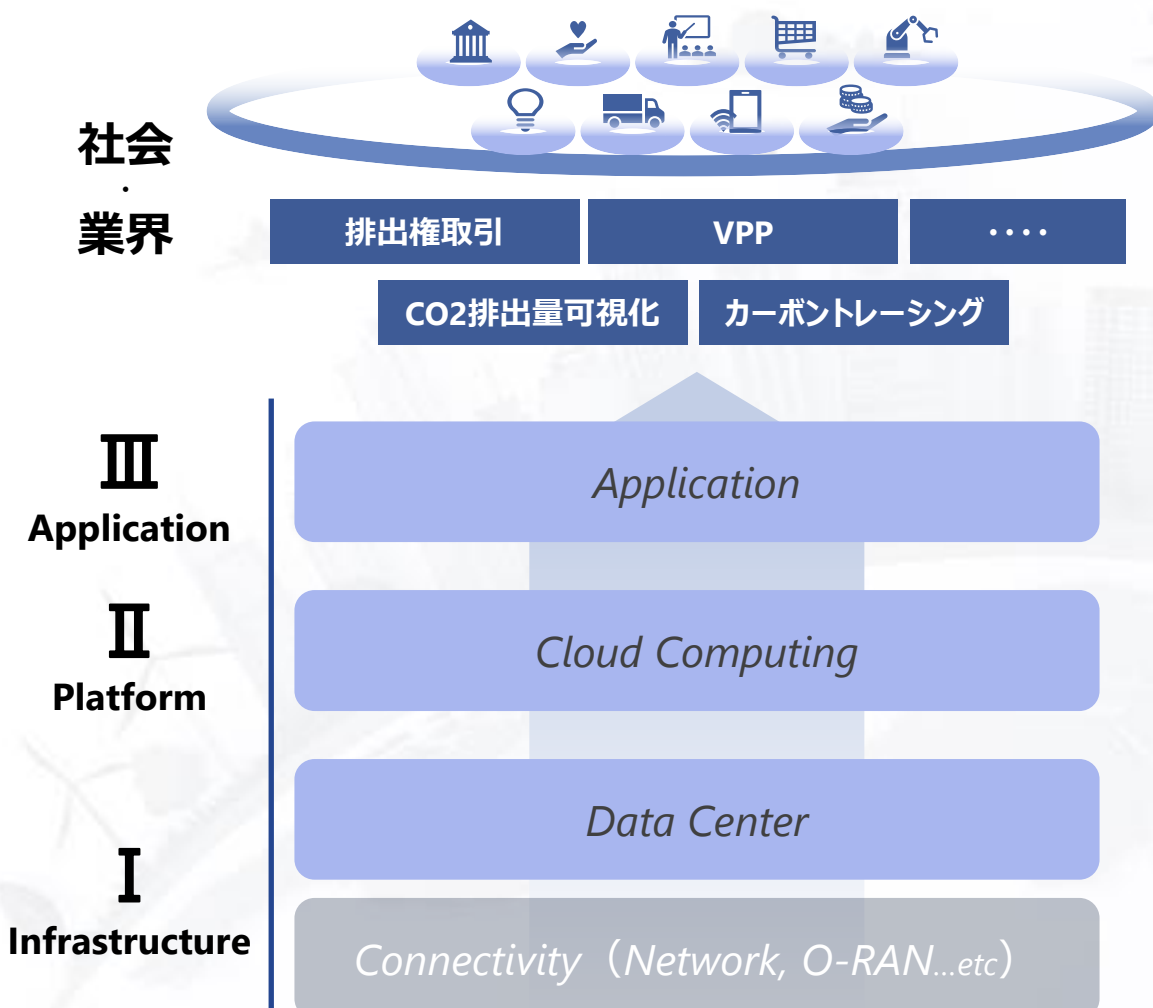 社会
・
業界
排出権取引
VPP
・・・・
CO2排出量可視化
カーボントレーシング
Ⅲ
Application
Application
Ⅱ
Platform
Cloud Computing
Data Center
Ⅰ
Infrastructure
Connectivity（Network, O-RAN...etc）